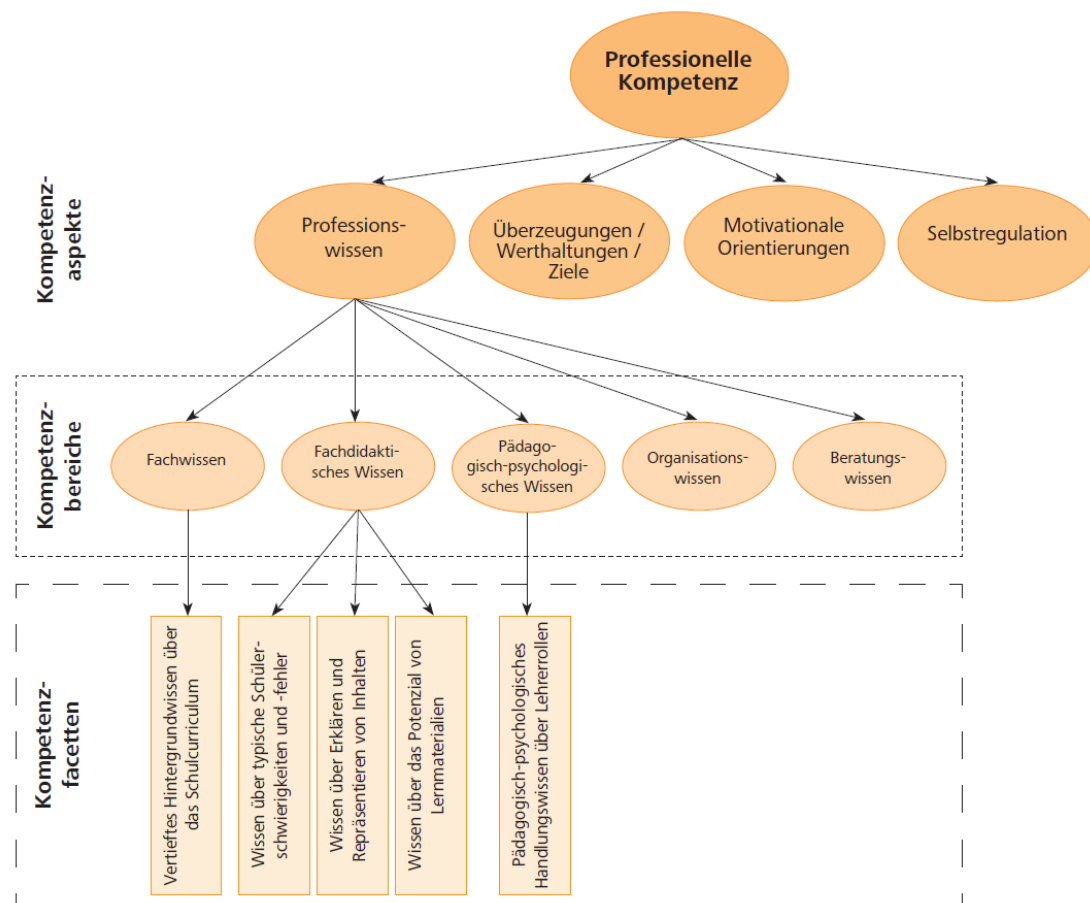 Professionelle
Kompetenz
Kompetenz-
aspekte
Professions-
wissen
Überzeugungen /
Werthaltungen /
Ziele
Motivationale
Orientierungen
Selbstregulation
Kompetenz-
bereiche
Fachwissen
Fachdidakti-
sches Wissen
Pädago-
gisch-psychologi-
sches Wissen
Organisations-
wissen
Beratungs-
wissen
Kompetenz-
facetten
Vertieftes Hintergrundwissen über
das Schulcurriculum
Wissen über typische Schüler-
schwierigkeiten und -fehler
Wissen über Erklären und
Repräsentieren von Inhalten
Wissen über das Potenzial von
Lernmaterialien
Pädagogisch-psychologisches
Handlungswissen über Lehrerrollen